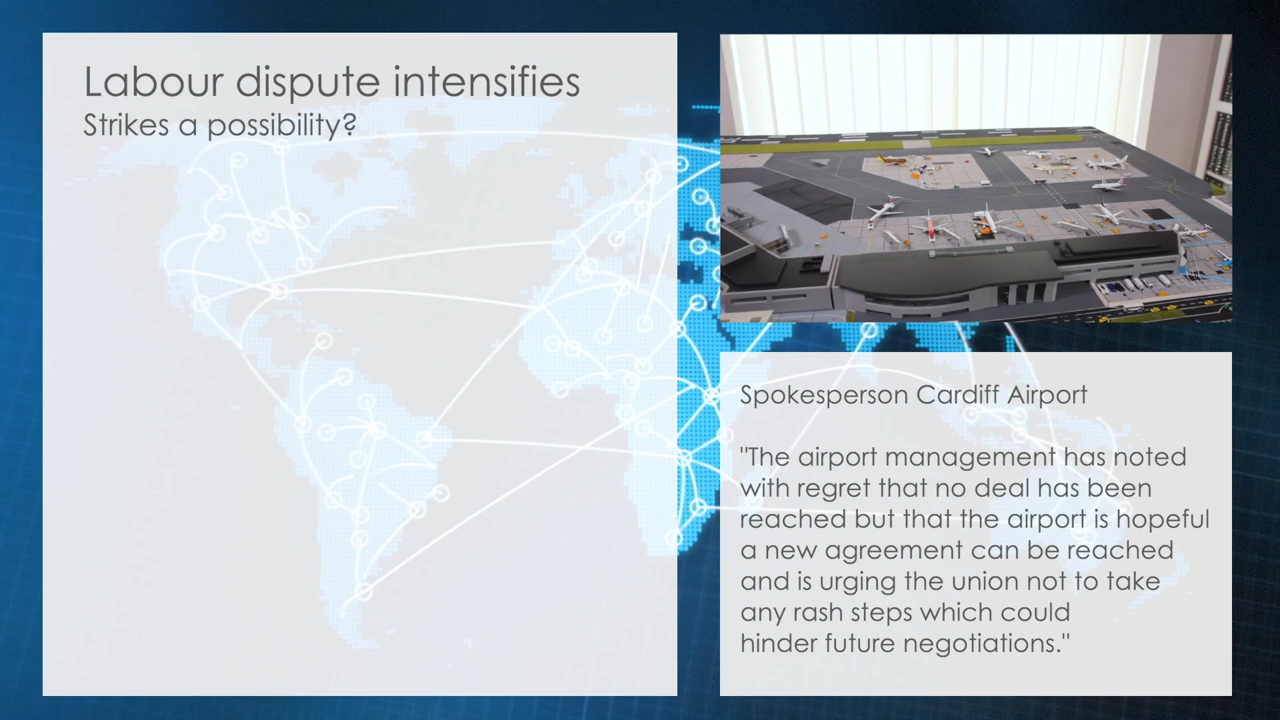 Labour dispute intensifies
Strikes a possibility?
Spokesperson Cardiff Airport
"The airport management has noted
with regret that no deal has been
reached but that the airport is hopeful
a new agreement can be reached
and is urging the union not to take
any rash steps which could
hinder future negotiations."